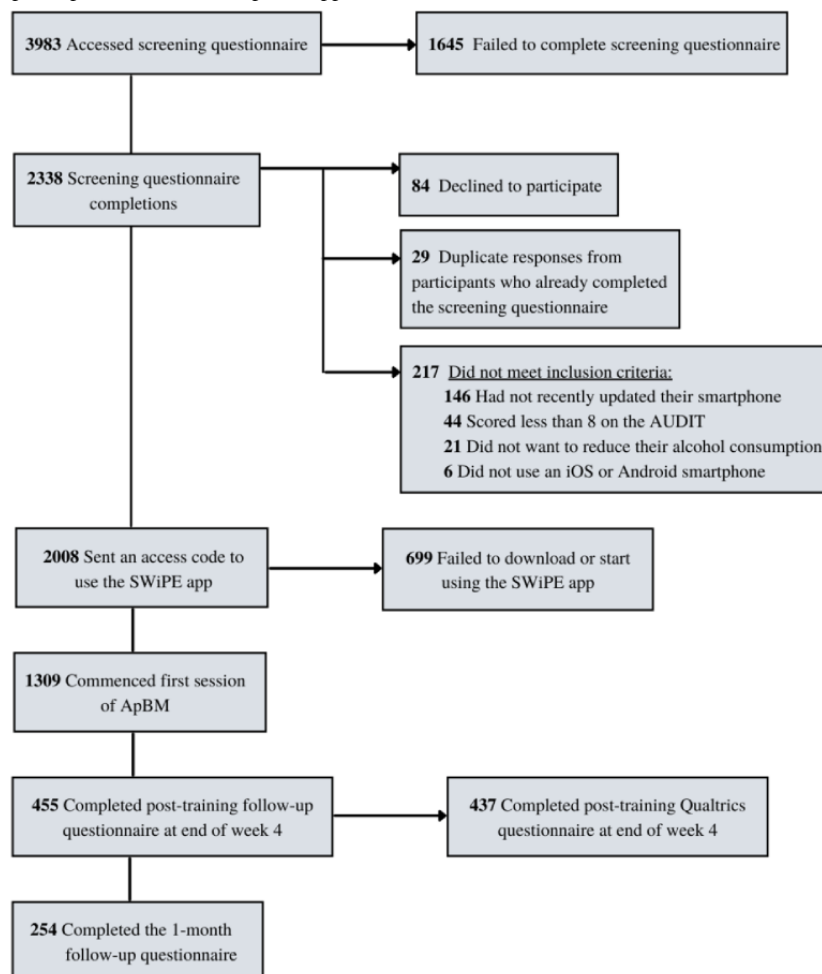 3983 Accessed screening questionnaire
1645 Failed to complete screening questionnaire
2338 Screening questionnaire
completions
84 Declined to participate
29 Duplicate responses from
participants who already completed
the screening questionnaire
217 Did not meet inclusion criteria:
146 Had not recently updated their smartphone
44 Scored less than 8 on the AUDIT
21 Did not want to reduce their alcohol consumption
6 Did not use an iOS or Android smartphone
2008 Sent an access code to
use the SWiPE app
699 Failed to download or start
using the SWiPE app
1309 Commenced first session
of ApBM
455 Completed post-training follow-up
questionnaire at end of week 4
437 Completed post-training Qualtrics
questionnaire at end of week 4
254 Completed the 1-month
follow-up questionnaire